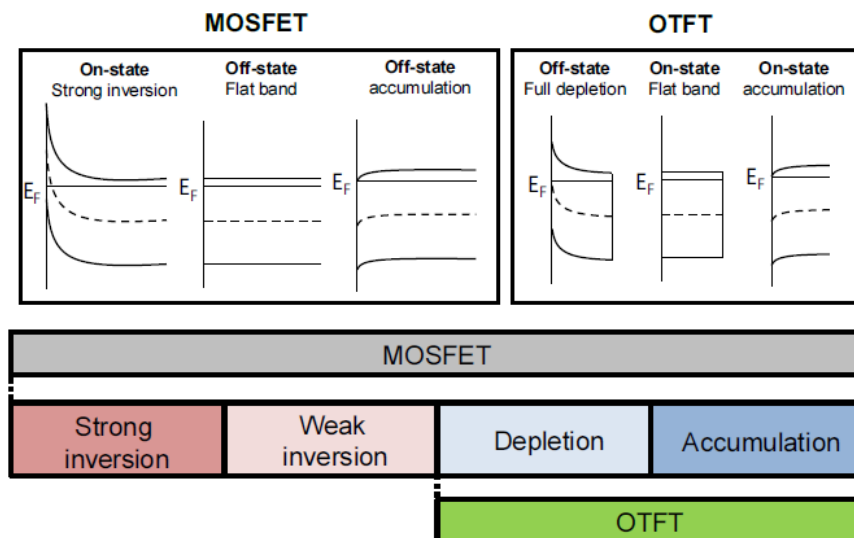 MOSFET
OTFT
On-state
Strong inversion
Off-state
Flat band
Off-state
accumulation
Off-state
Full depletion
On-state
Flat band
On-state
accumulation
EF
EF
EF
EF
EF
EF
MOSFET
Strong
inversion
Weak
inversion
Depletion
Accumulation
OTFT